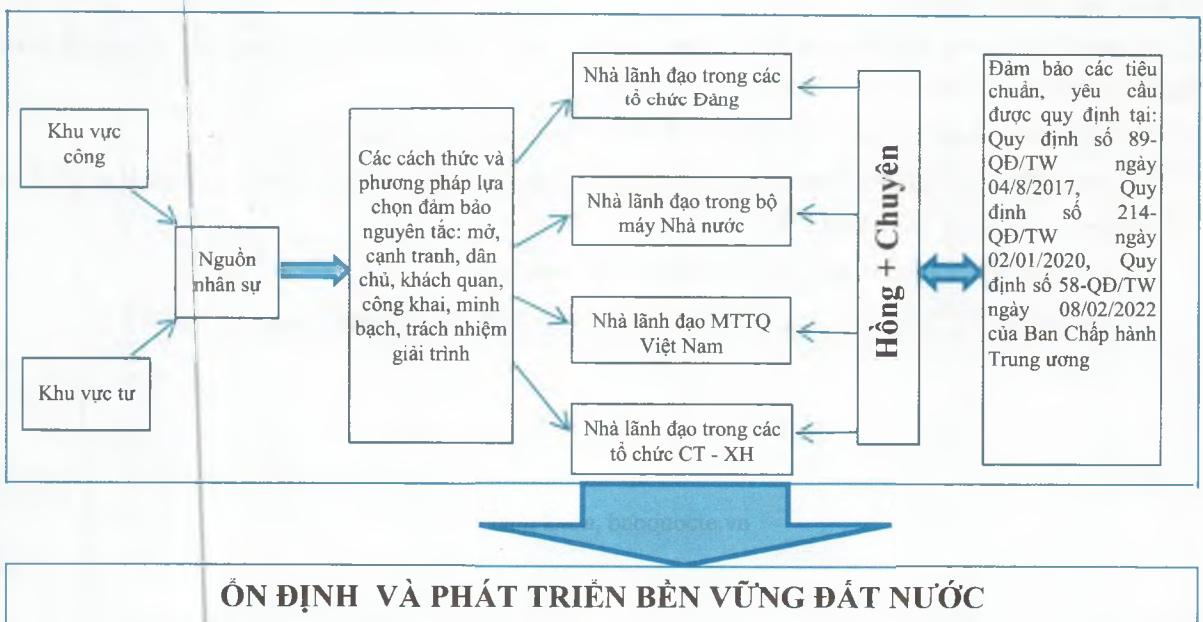 Khu vực
công
Khu vực tư
Nguồn
nhân sự
Các cách thức và
phương pháp lựa
chọn đảm bảo
nguyên tắc: mở,
cạnh tranh, dân
chủ, khách quan,
công khai, minh
bạch, trách nhiệm
giải trình
Nhà lãnh đạo trong các
tổ chức Đảng
Nhà lãnh đạo trong bộ
máy Nhà nước
Nhà lãnh đạo MTTQ
Việt Nam
Nhà lãnh đạo trong các
tổ chức CT - XH
Hồng + Chuyên
Đảm bảo các tiêu
chuẩn, yêu cầu
được quy định tại:
Quy định số 89-
QĐ/TW ngày
04/8/2017, Quy
định số 214-
QĐ/TW ngày
02/01/2020, Quy
định số 58-QĐ/TW
ngày 08/02/2022
của Ban Chấp hành
Trung ương
baoquocte.vn
ỔN ĐỊNH VÀ PHÁT TRIỂN BỀN VỮNG ĐẤT NƯỚC